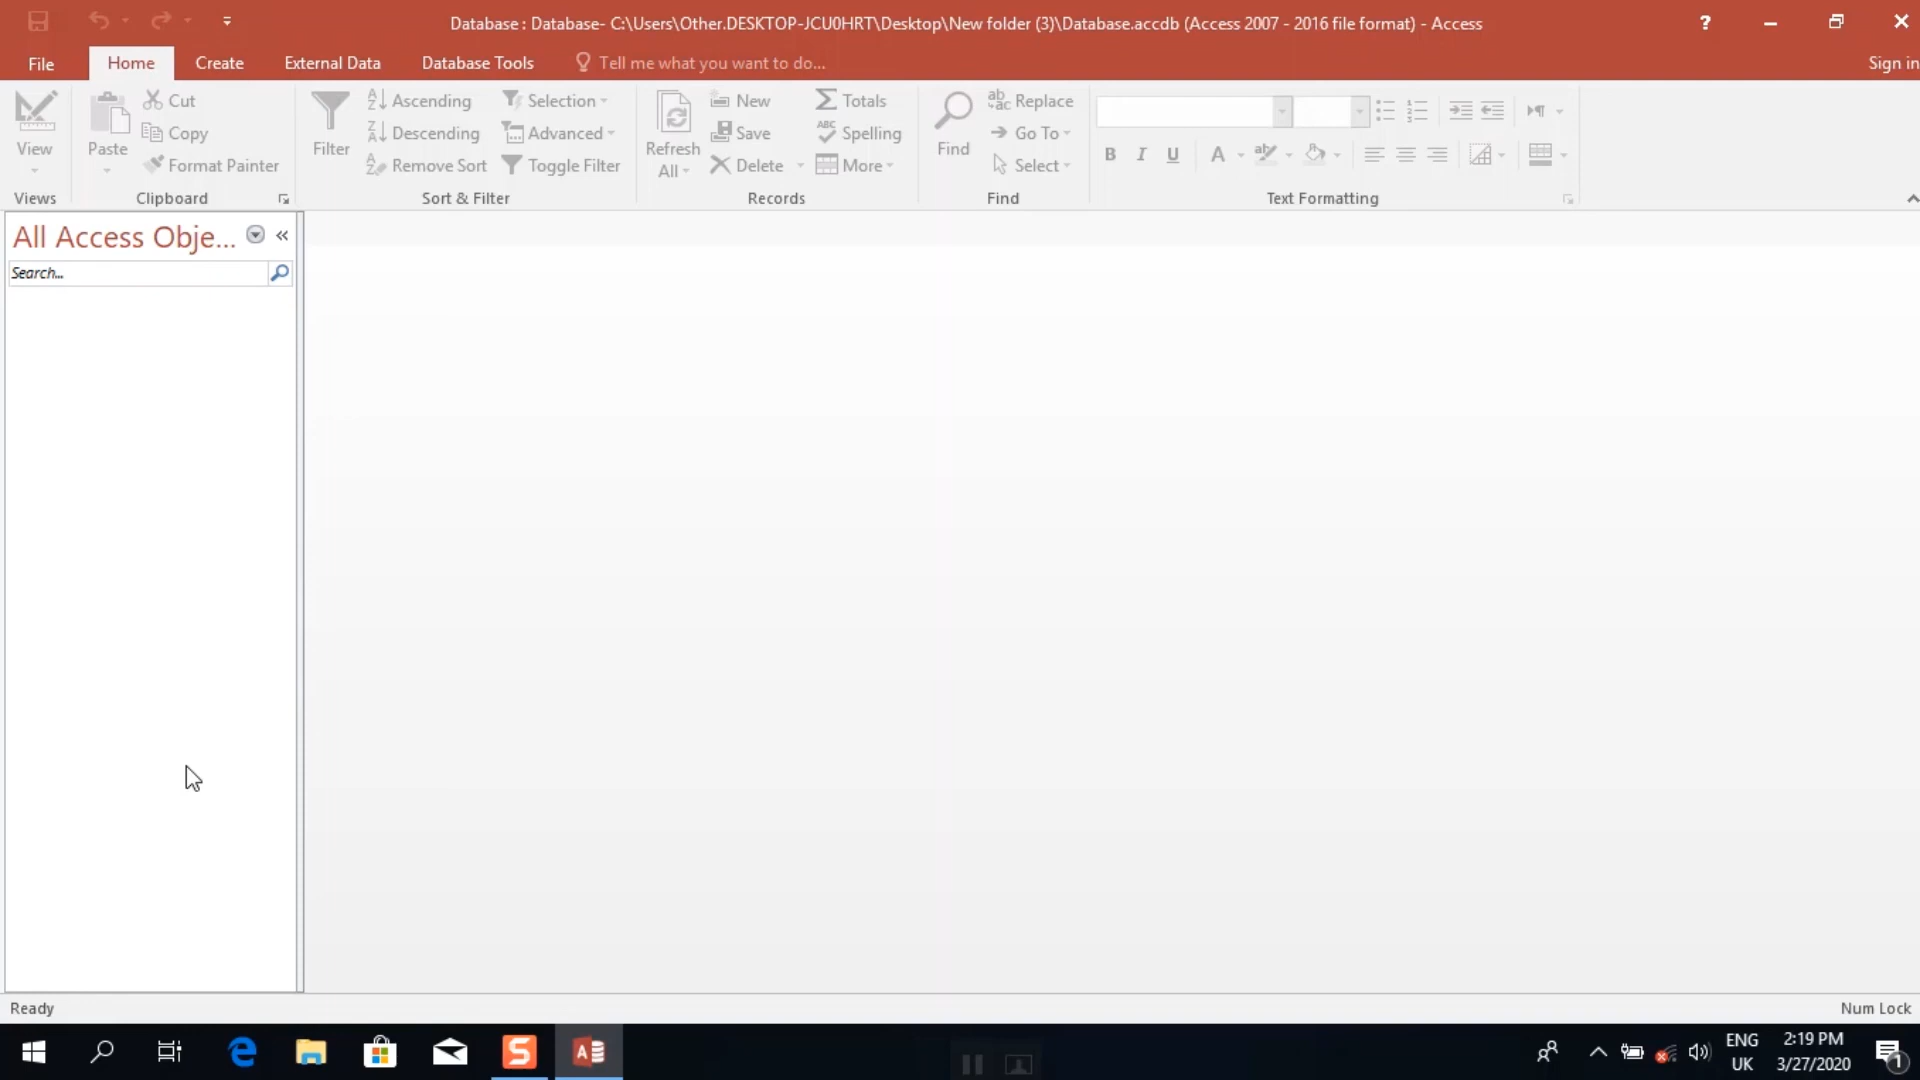 Database : Database- C:\Users\Other.DESKTOP-JCU0HRT\Desktop\New folder (3)\Database.accdb (Access 2007 - 2016 file format) - Access
File Home Create External Data Database Tools Tell me what you want to do... Sign in
View
Views
Paste
Cut
Copy
Format Painter
Clipboard
Filter
Ascending
Descending
Remove Sort
Selection
Advanced
Toggle Filter
Sort & Filter
Refresh
All
New
Save
Delete
Totals
Spelling
More
Records
Find
Replace
Go To
Select
Find
B I U A
Text Formatting
All Access Obje...
Search...
Ready
Num Lock
ENG
UK
2:19 PM
3/27/2020
1